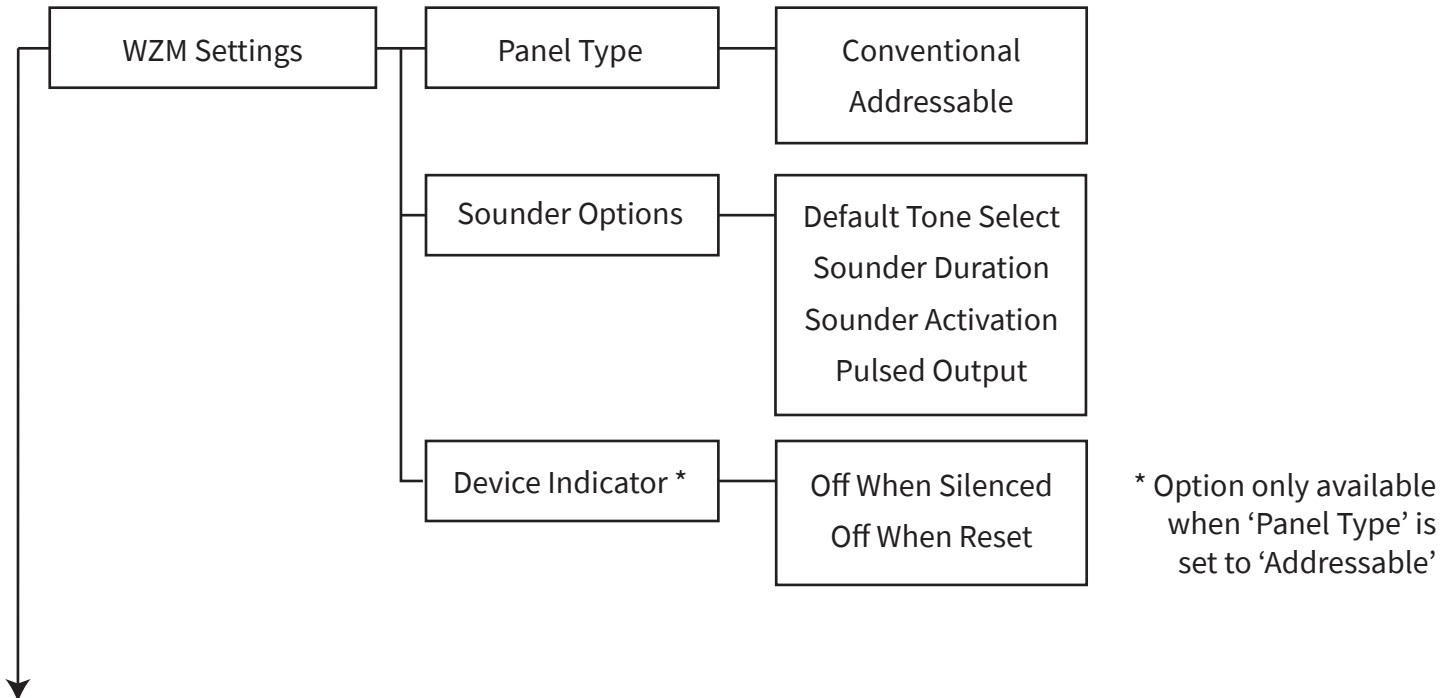 WZM Settings
Panel Type
Conventional
Addressable
Sounder Options
Default Tone Select
Sounder Duration
Sounder Activation
Pulsed Output
Device Indicator *
Off When Silenced
Off When Reset
* Option only available
when ‘Panel Type’ is
set to ‘Addressable’